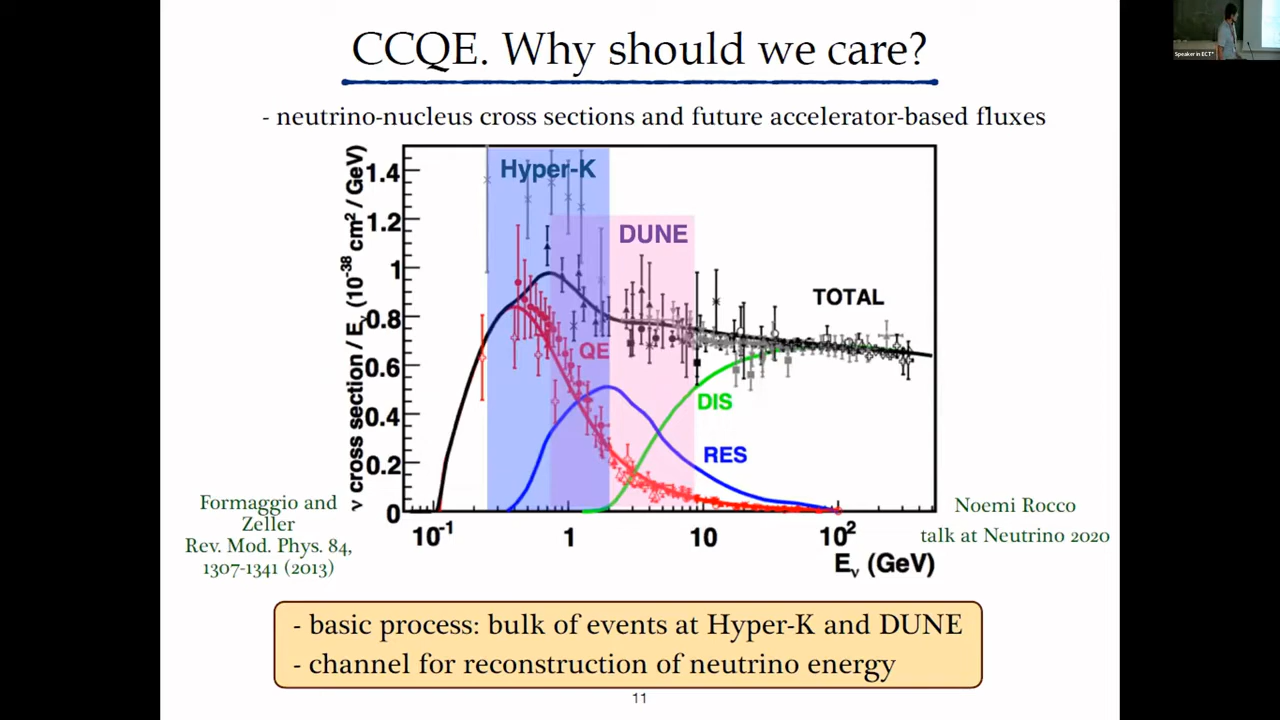 CCQE. Why should we care?
- neutrino-nucleus cross sections and future accelerator-based fluxes
Speaker in ECT*
ν cross section / Eν (10-38 cm2 / GeV)
1.4
1.2
1
0.8
0.6
0.4
0.2
0
Hyper-K
DUNE
TOTAL
QE
DIS
RES
10-1
1
10
102
Eν (GeV)
Formaggio and
Zeller
Rev. Mod. Phys. 84,
1307-1341 (2013)
Noemi Rocco
talk at Neutrino 2020
- basic process: bulk of events at Hyper-K and DUNE
- channel for reconstruction of neutrino energy
11